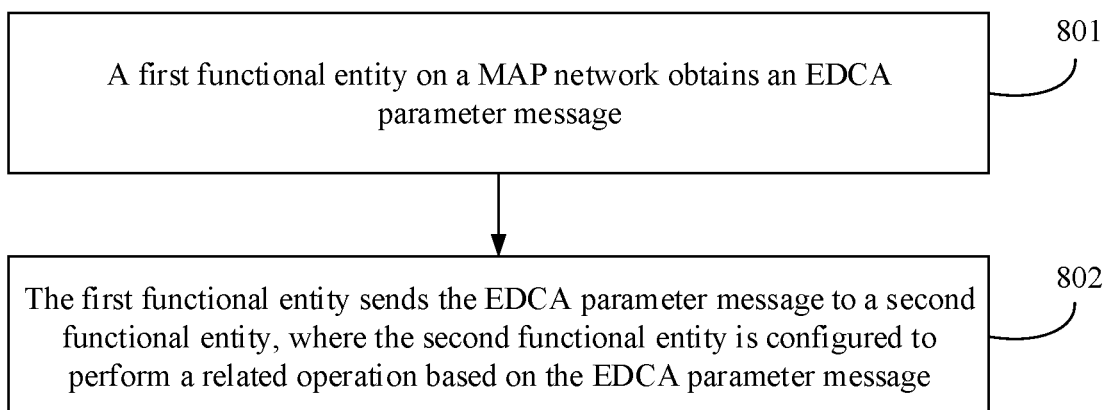 801
A first functional entity on a MAP network obtains an EDCA
parameter message
802
The first functional entity sends the EDCA parameter message to a second
functional entity, where the second functional entity is configured to
perform a related operation based on the EDCA parameter message